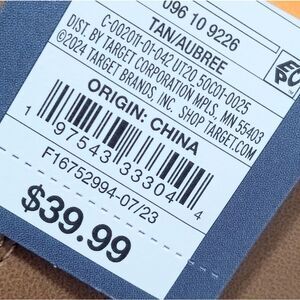 096 10 9226
TAN/AUBREE
C-002011-01-042 UT20 50C01-0025
DIST. BY TARGET CORPORATION MPLS, MN 55403
©2024 TARGET BRANDS, INC. SHOP TARGET.COM
ORIGIN: CHINA
1 97543 33304 4
F16752994-07/23
$39.99